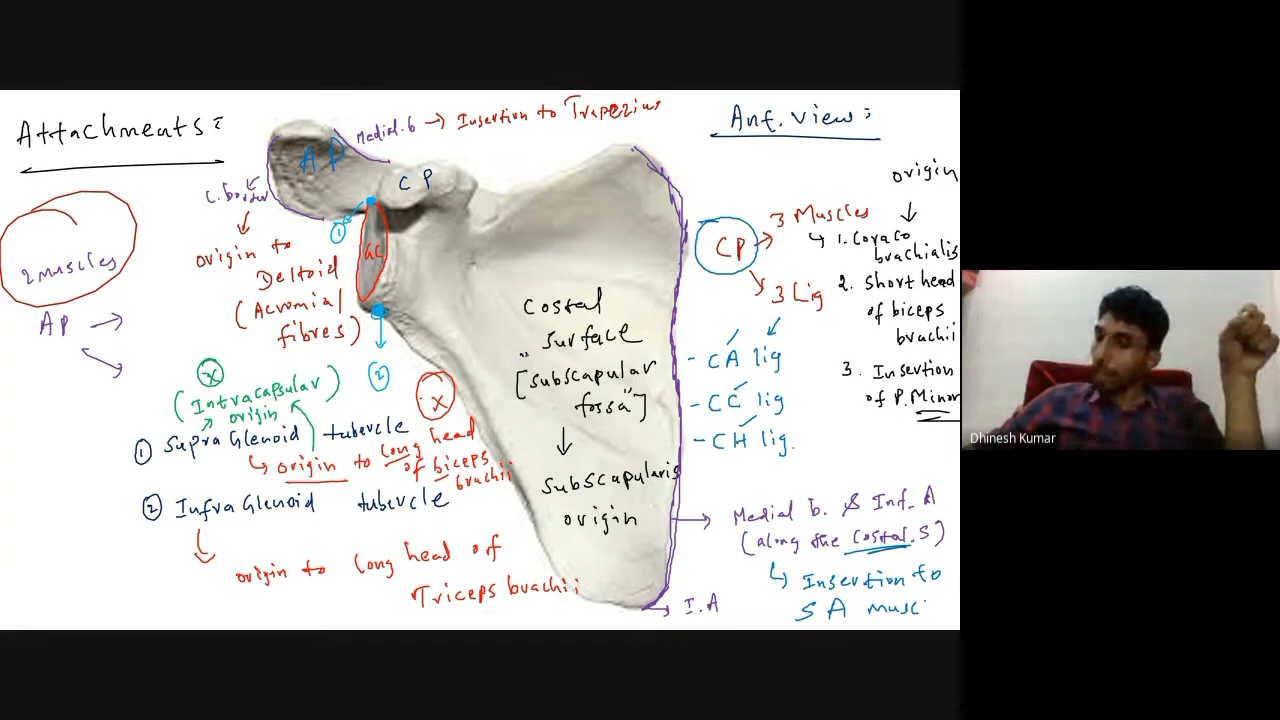 Attachments:
Medial.b → Insertion to Trapezius
Ant. View:
AP
CP
C. border
origin to
Deltoid
(Acromial
fibres)
2 muscles
AP
1
GC
2
X
(Intracapsular)
origin
X
① Supra Glenoid tubercle
origin to long head
of biceps
brachii
② Infra Glenoid tubercle
origin to long head of
Triceps brachii
Costal
surface
"[subscapular
fossa"]
↓
Subscapularis
origin
I.A
CP
3 Muscles
3 Lig
- CA lig
- CC lig
- CH lig.
origin
↓
1. Coraco
brachialis
2. Short head
of biceps
brachii
3. Insertion
of P. Minor
Medial b. & Inf. A
(along the Costal.S)
Insertion to
S A musc
Dhinesh Kumar